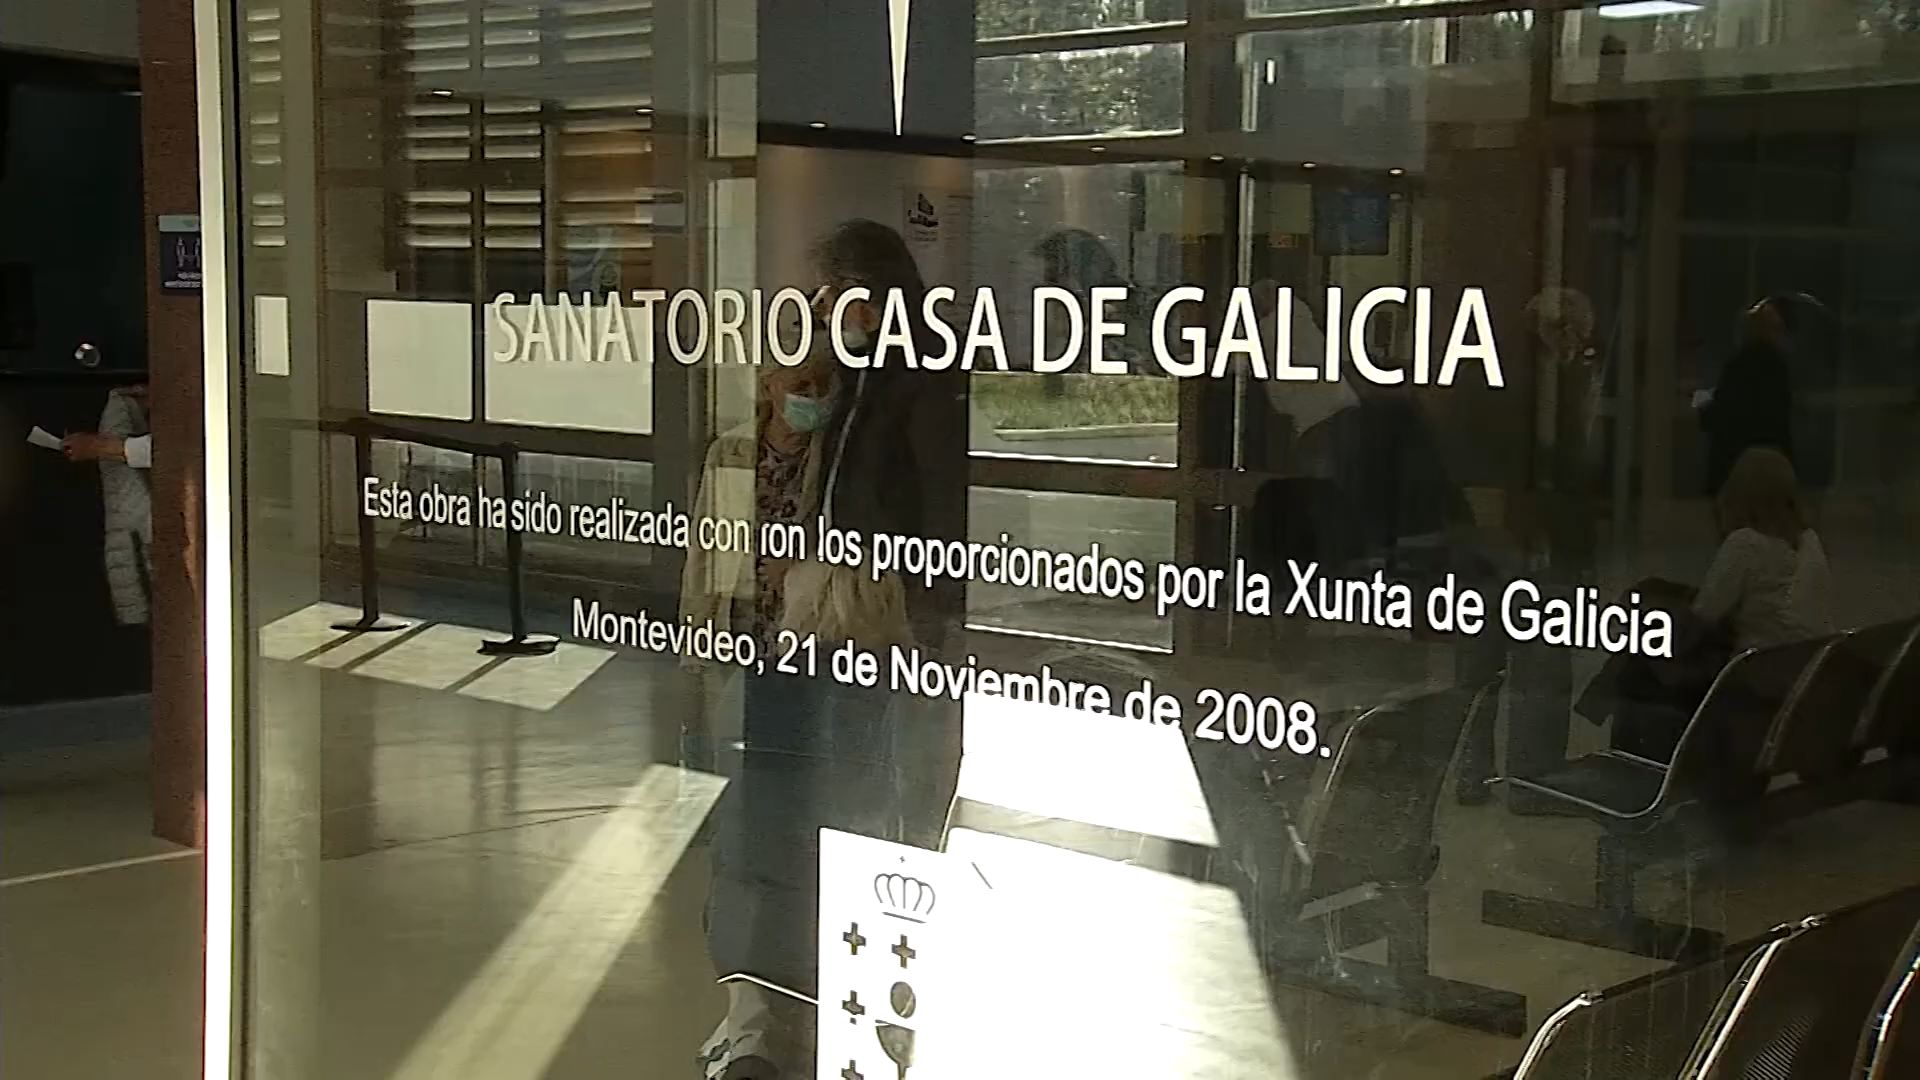 SANATORIO CASA DE GALICIA
Esta obra ha sido realizada con ron los proporcionados por la Xunta de Galicia
Montevideo, 21 de Noviembre de 2008.